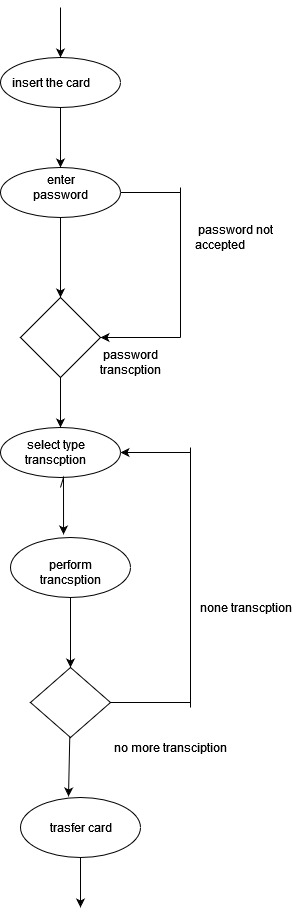 insert the card
enter
password
password not
accepted
password
transcption
select type
transcption
perform
trancsption
none transcption
no more transciption
trasfer card